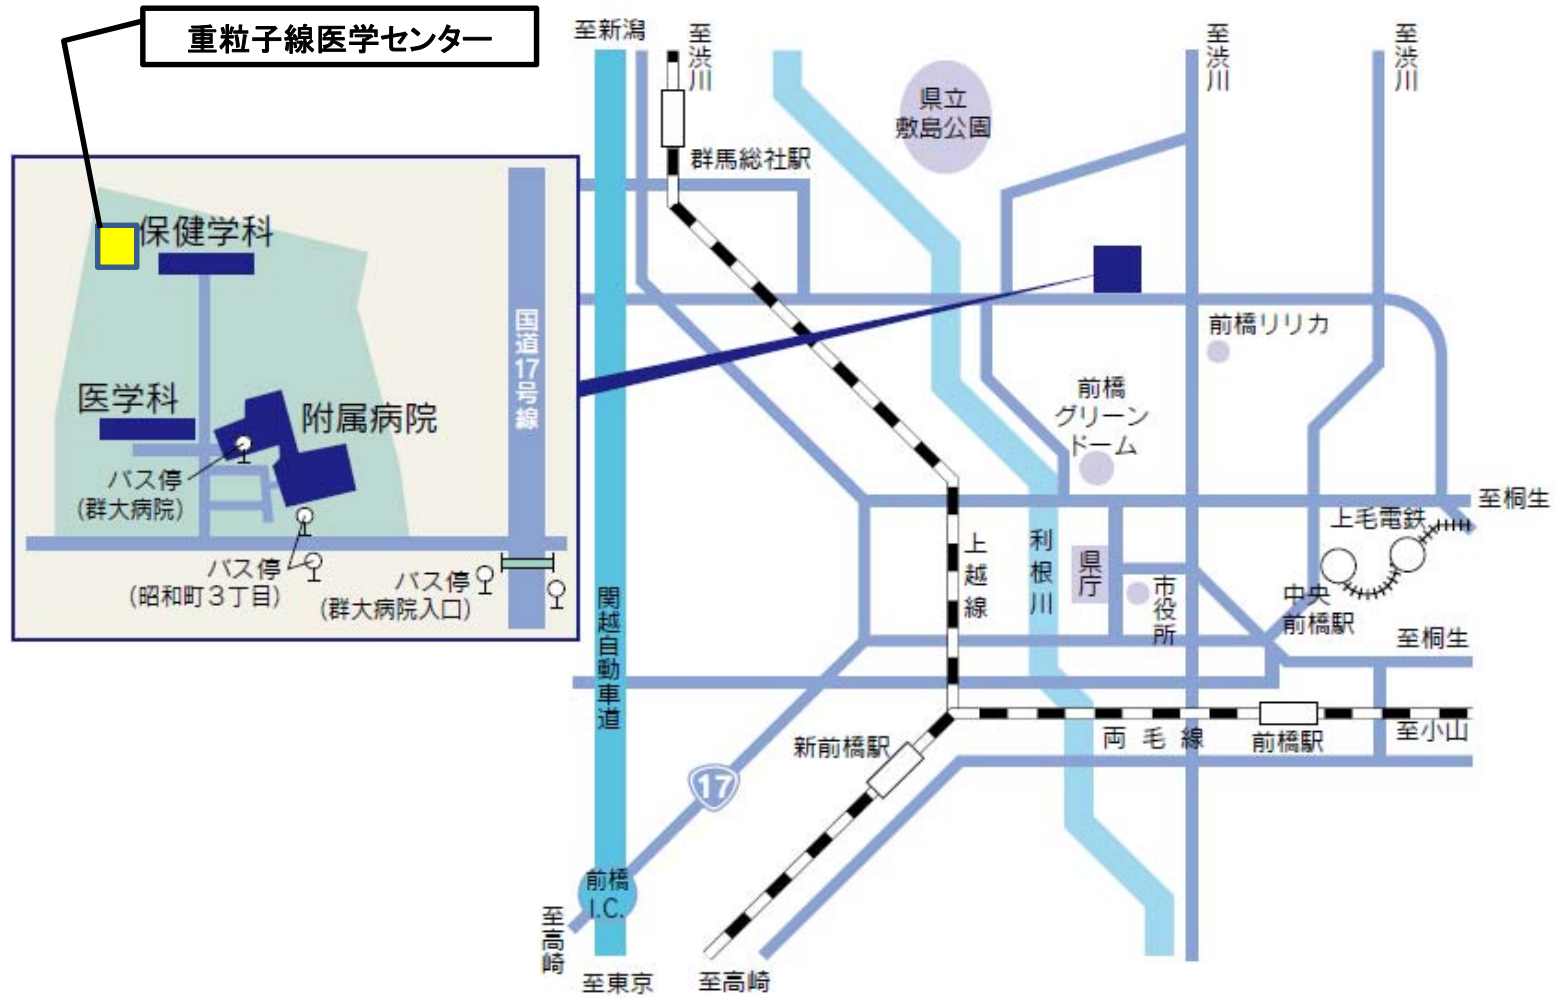 重粒子線医学センター
至新潟
至渋川
至渋川
至渋川
県立
敷島公園
群馬総社駅
保健学科
国道17号線
医学科
附属病院
バス停
(群大病院)
バス停
(昭和町3丁目)
バス停
(群大病院入口)
前橋リリカ
前橋
グリーン
ドーム
至桐生
上毛電鉄
上越線
利根川
県庁
市役所
中央
前橋駅
至桐生
関越自動車道
両毛線
前橋駅
至小山
新前橋駅
17
前橋
I.C.
至高崎
至東京
至高崎